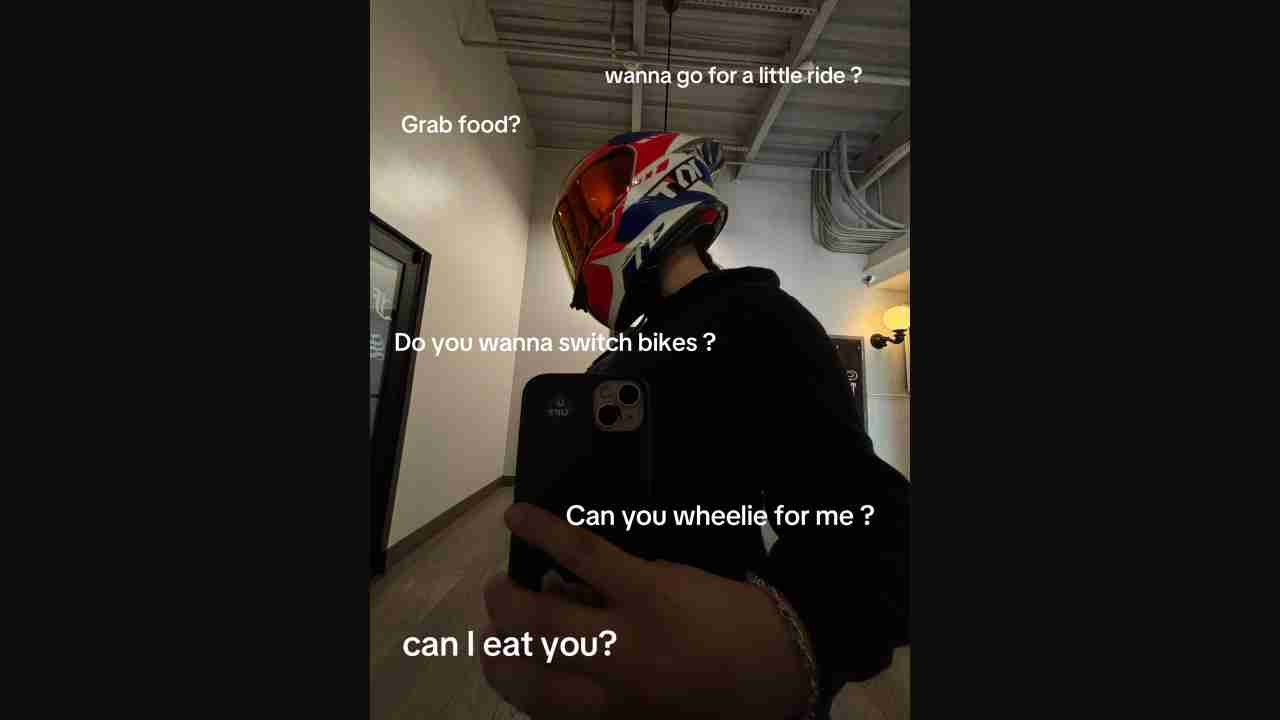 wanna go for a little ride ?
Grab food?
Do you wanna switch bikes ?
Can you wheelie for me ?
can I eat you?